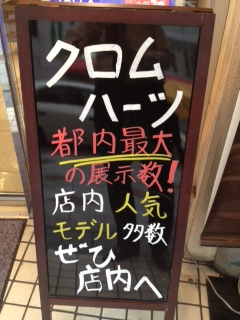 クロム
ハーツ
都内最大
の展示数!
店内 人気
モデル 多数
ぜひ
店内へ